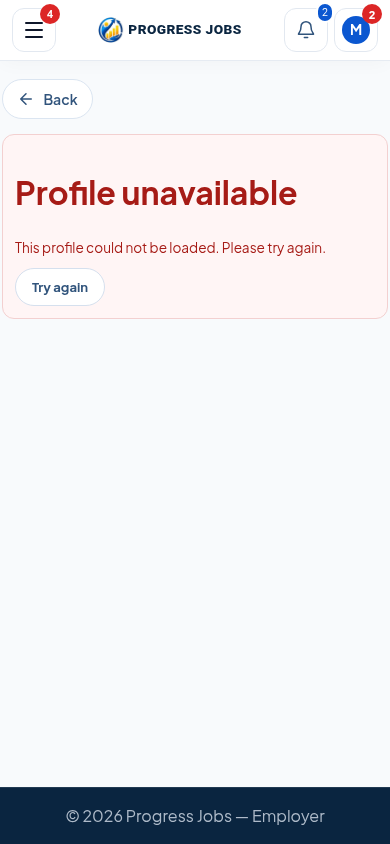 4
PROGRESS JOBS
2
M
2
Back
Profile unavailable
This profile could not be loaded. Please try again.
Try again
© 2026 Progress Jobs — Employer